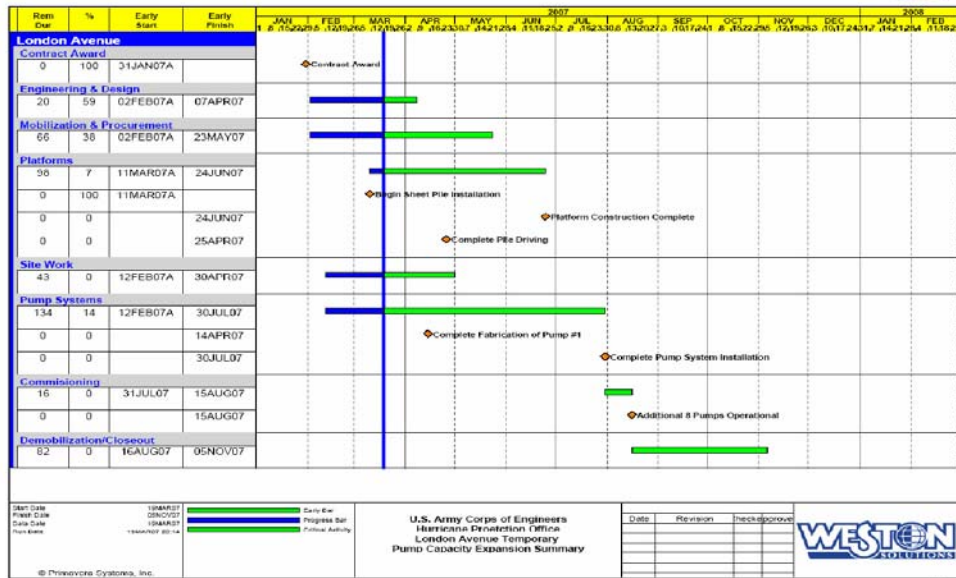 Rem Dur % Early Start Early Finish
2007 2008
JAN FEB MAR APR MAY JUN JUL AUG SEP OCT NOV DEC JAN FEB
London Avenue
Contract Award
0 100 31JAN07A
Contract Award
Engineering & Design
20 59 02FEB07A 07APR07
Mobilization & Procurement
66 38 02FEB07A 23MAY07
Platforms
98 7 11MAR07A 24JUN07
0 100 11MAR07A
Begin Sheet Pile Installation
0 0 24JUN07
Platform Construction Complete
0 0 25APR07
Complete Pile Driving
Site Work
43 0 12FEB07A 30APR07
Pump Systems
134 14 12FEB07A 30JUL07
0 0 14APR07
Complete Fabrication of Pump #1
0 0 30JUL07
Complete Pump System Installation
Commisioning
16 0 31JUL07 15AUG07
0 0 15AUG07
Additional 8 Pumps Operational
Demobilization/Closeout
82 0 16AUG07 05NOV07
Start Date 19MAR07
Finish Date 05NOV07
Data Date 19MAR07
Run Date
Early Bar
Progress Bar
Critical Activity
© Primavera Systems, Inc.
U.S. Army Corps of Engineers
Hurricane Proetction Office
London Avenue Temporary
Pump Capacity Expansion Summary
Date Revision
WESTON
SOLUTIONS